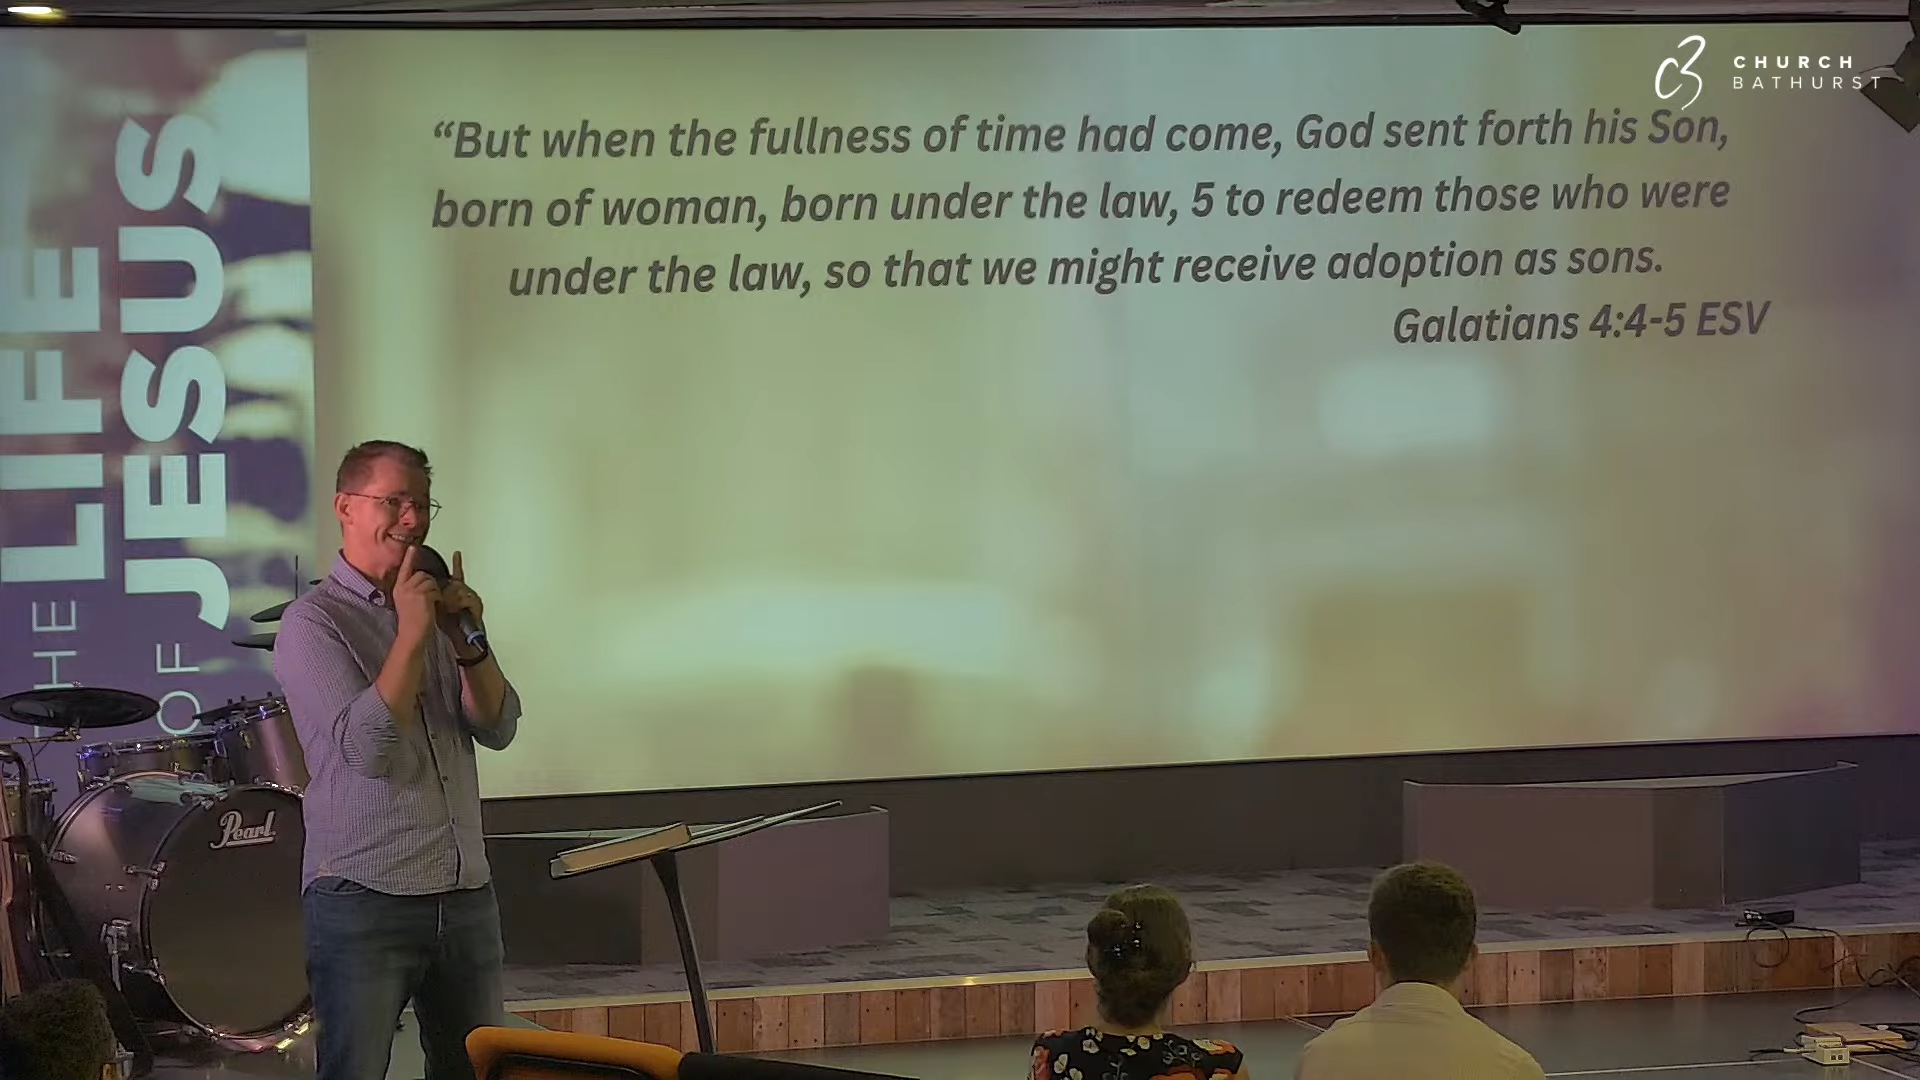 C3
CHURCH
BATHURST
“But when the fullness of time had come, God sent forth his Son,
born of woman, born under the law, 5 to redeem those who were
under the law, so that we might receive adoption as sons.
Galatians 4:4-5 ESV
THE
LIFE
OF
JESUS
Pearl